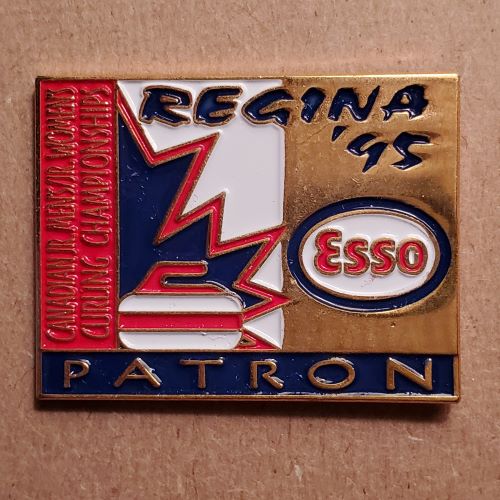 CANADIAN JR. MEN'S/JR. WOMEN'S
CURLING CHAMPIONSHIPS
REGINA
'95
Esso
PATRON